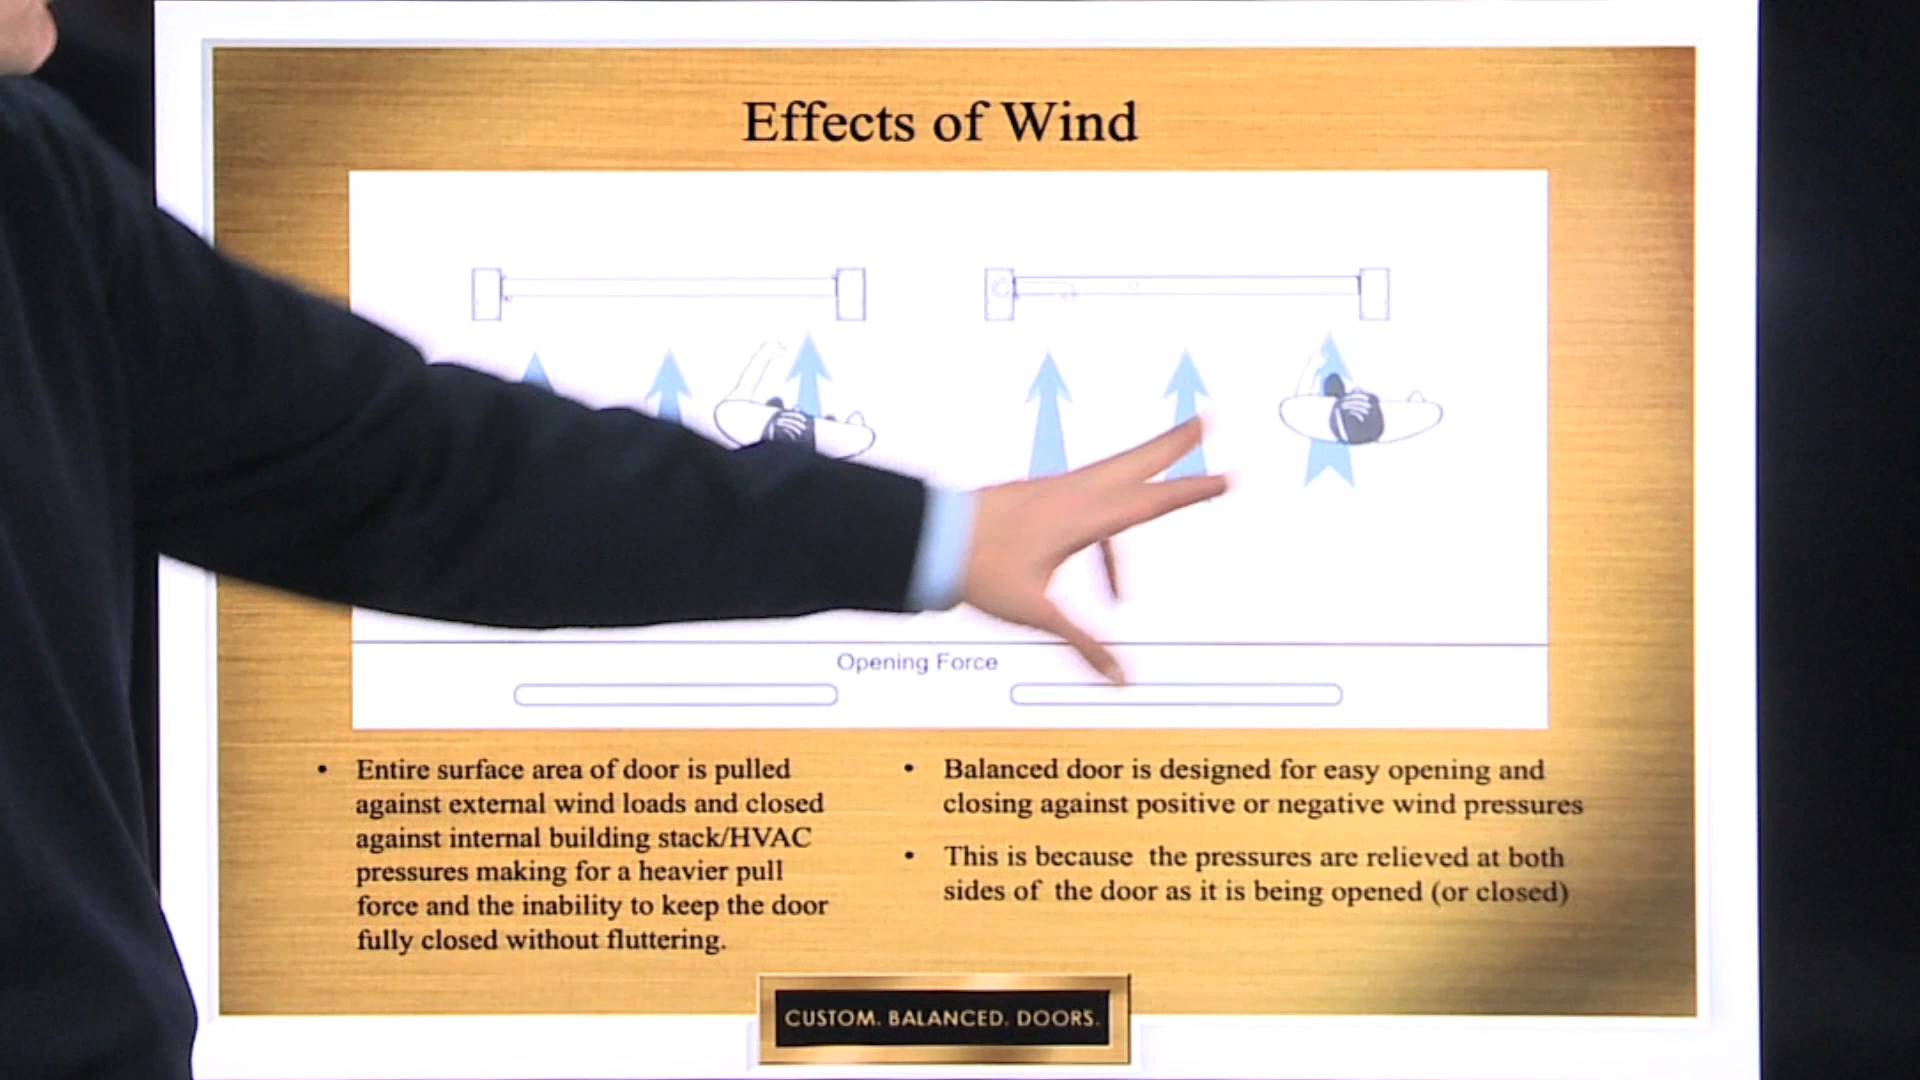 Effects of Wind
Opening Force
• Entire surface area of door is pulled
against external wind loads and closed
against internal building stack/HVAC
pressures making for a heavier pull
force and the inability to keep the door
fully closed without fluttering.
• Balanced door is designed for easy opening and
closing against positive or negative wind pressures
• This is because the pressures are relieved at both
sides of the door as it is being opened (or closed)
CUSTOM. BALANCED. DOORS.